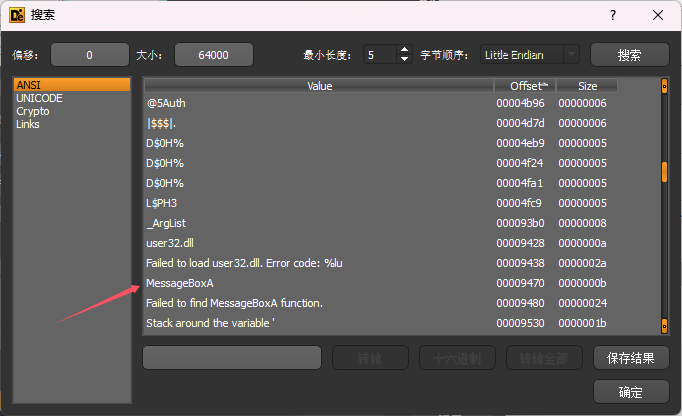 搜索
偏移: 0 大小: 64000 最小长度: 5 字节顺序: Little Endian 搜索
ANSI
UNICODE
Crypto
Links
Value Offset Size
@5Auth 00004b96 00000006
|$$$|. 00004d7d 00000006
D$0H% 00004eb9 00000005
D$0H% 00004f24 00000005
D$0H% 00004fa1 00000005
L$PH3 00004fc9 00000005
_ArgList 000093b0 00000008
user32.dll 00009428 0000000a
Failed to load user32.dll. Error code: %lu 00009438 0000002a
MessageBoxA 00009470 0000000b
Failed to find MessageBoxA function. 00009480 00000024
Stack around the variable ' 00009530 0000001b
转储 十六进制 转储全部 保存结果
确定